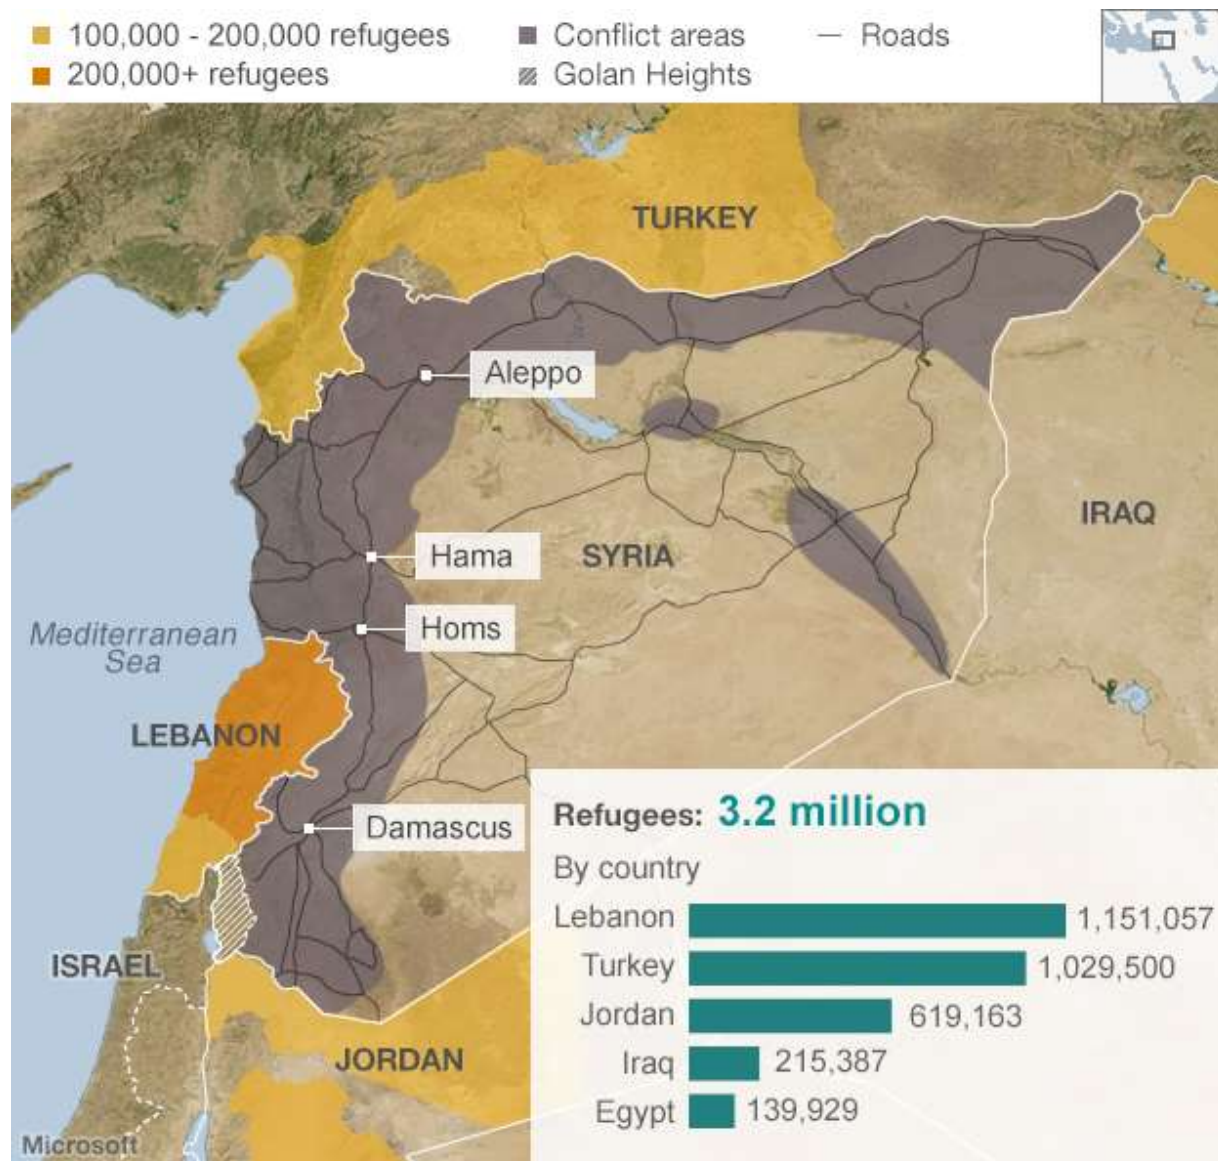 100,000 - 200,000 refugees
Conflict areas
Roads
200,000+ refugees
Golan Heights
TURKEY
Aleppo
IRAQ
Hama
SYRIA
Homs
Mediterranean
Sea
LEBANON
Damascus
ISRAEL
JORDAN
Refugees: 3.2 million
By country
Lebanon 1,151,057
Turkey 1,029,500
Jordan 619,163
Iraq 215,387
Egypt 139,929
Microsoft